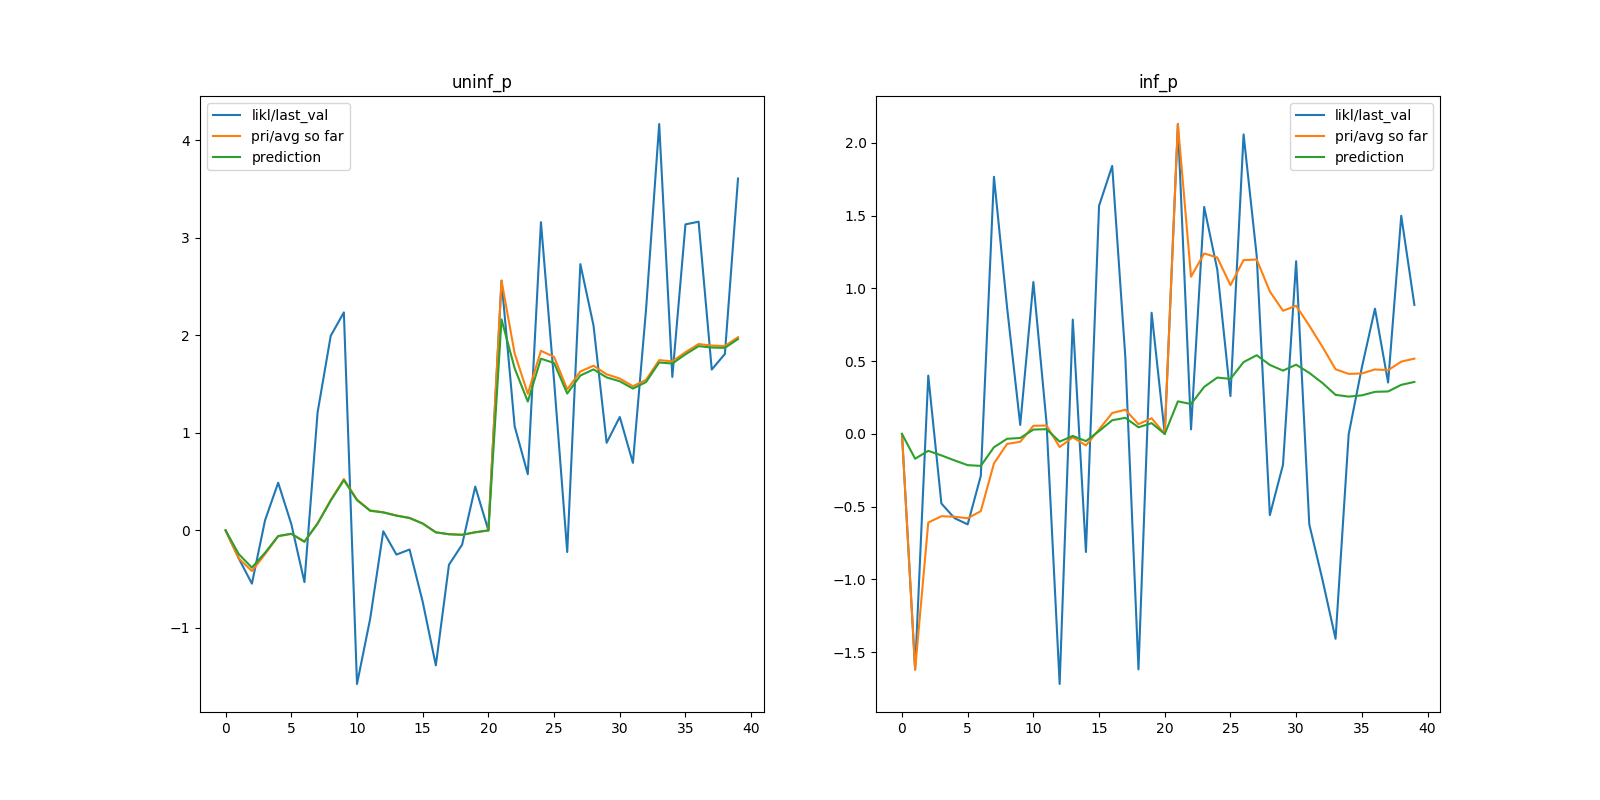 uninf_p
likl/last_val
pri/avg so far
prediction
4
3
2
1
0
−1
0 5 10 15 20 25 30 35 40
inf_p
likl/last_val
pri/avg so far
prediction
2.0
1.5
1.0
0.5
0.0
−0.5
−1.0
−1.5
0 5 10 15 20 25 30 35 40